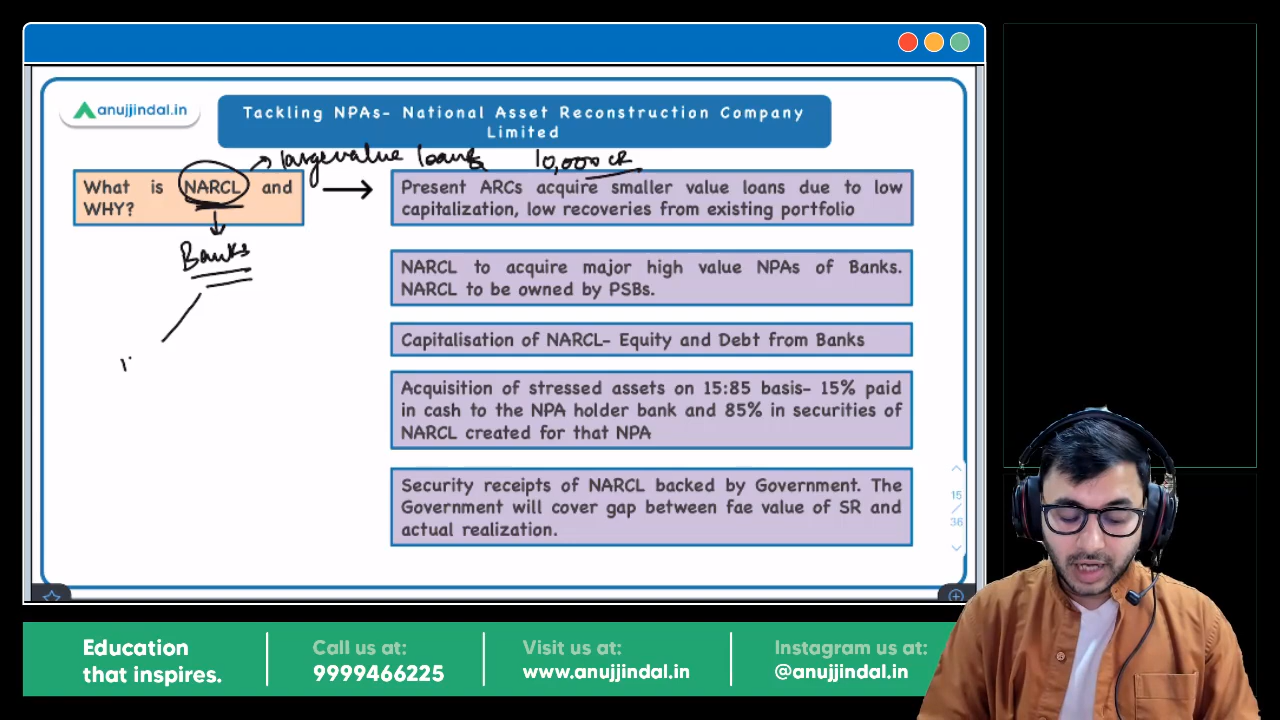 anujjindal.in
Tackling NPAs- National Asset Reconstruction Company
Limited
large value loans 10,000 cr
What is NARCL and
WHY?
Banks
Present ARCs acquire smaller value loans due to low
capitalization, low recoveries from existing portfolio
NARCL to acquire major high value NPAs of Banks.
NARCL to be owned by PSBs.
Capitalisation of NARCL- Equity and Debt from Banks
Acquisition of stressed assets on 15:85 basis- 15% paid
in cash to the NPA holder bank and 85% in securities of
NARCL created for that NPA
Security receipts of NARCL backed by Government. The
Government will cover gap between fae value of SR and
actual realization.
15
/
36
Education
that inspires.
Call us at:
9999466225
Visit us at:
www.anujjindal.in
Instagram us at:
@anujjindal.in